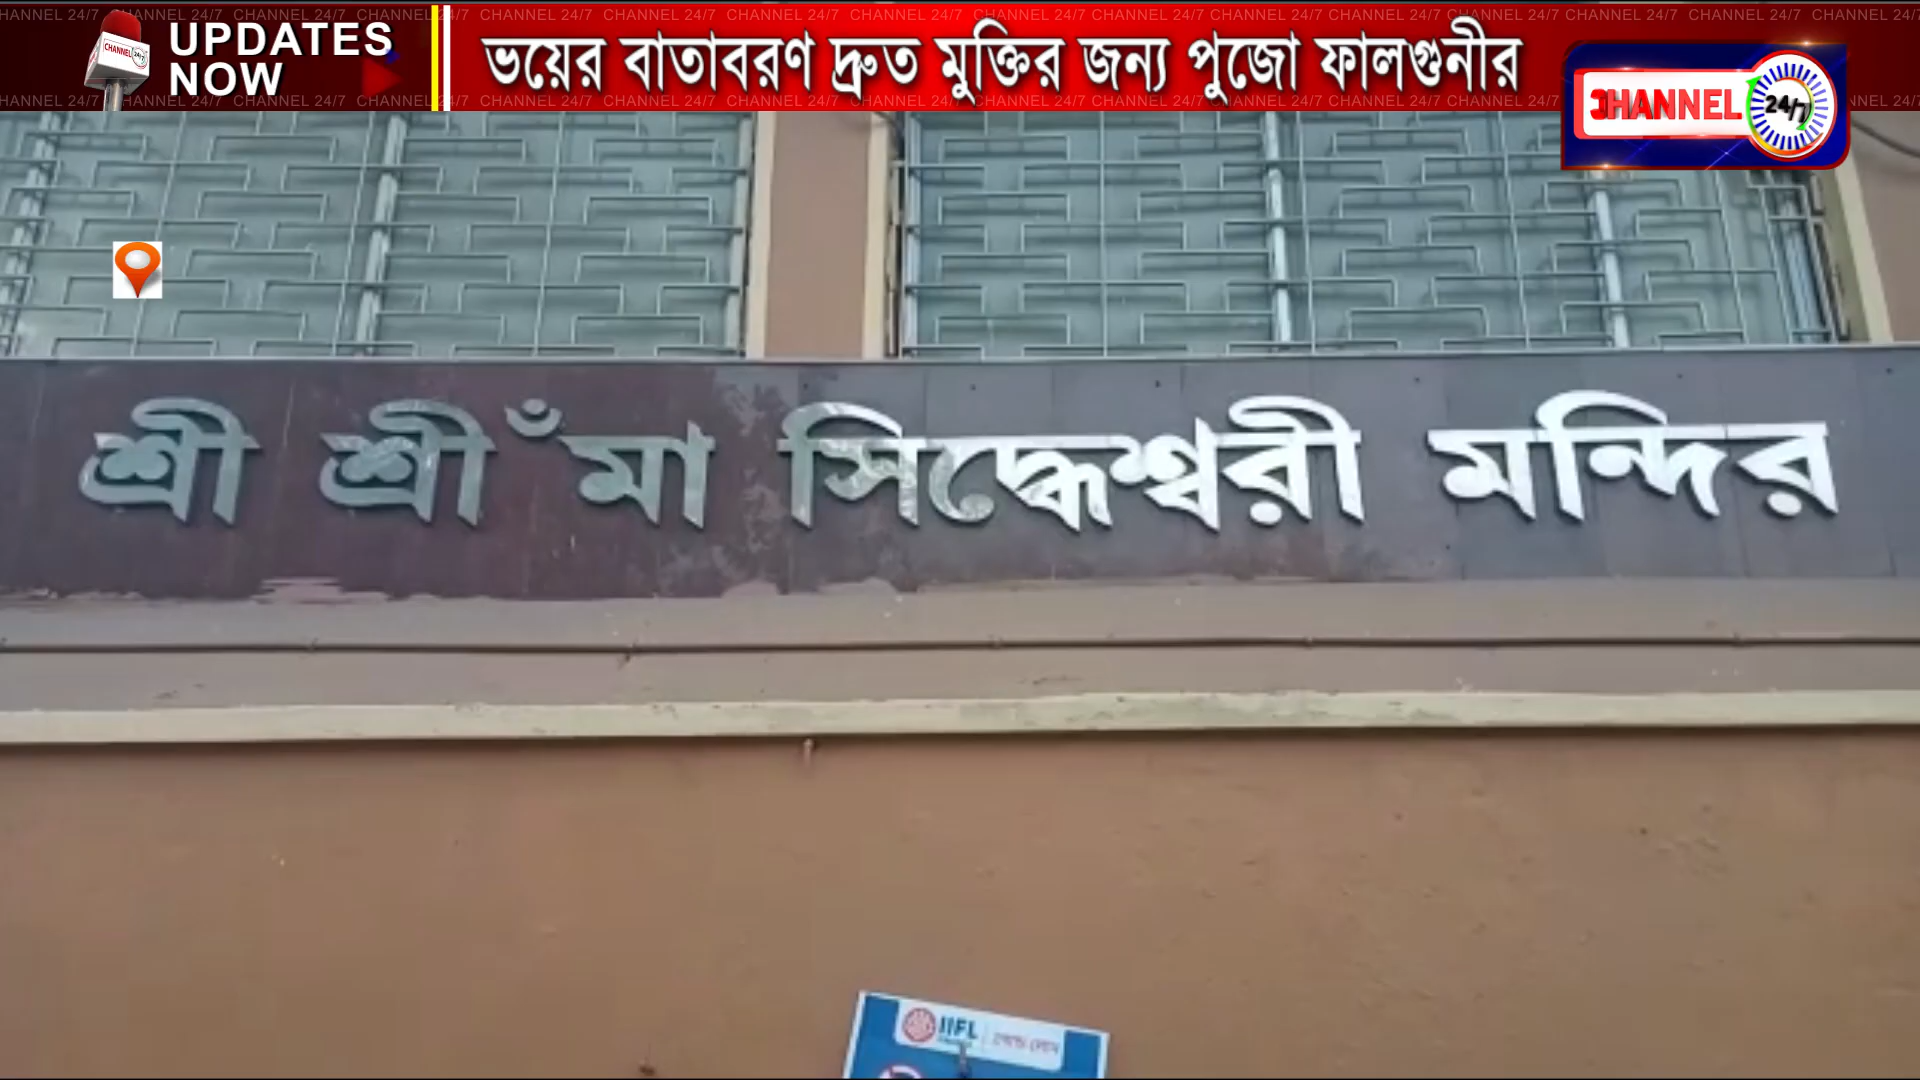 UPDATES
NOW
ভয়ের বাতাবরণ দ্রুত মুক্তির জন্য পুজো ফালগুনীর
CHANNEL 24/7
শ্রী শ্রী ঁমা সিদ্ধেশ্বরী মন্দির
IIFL